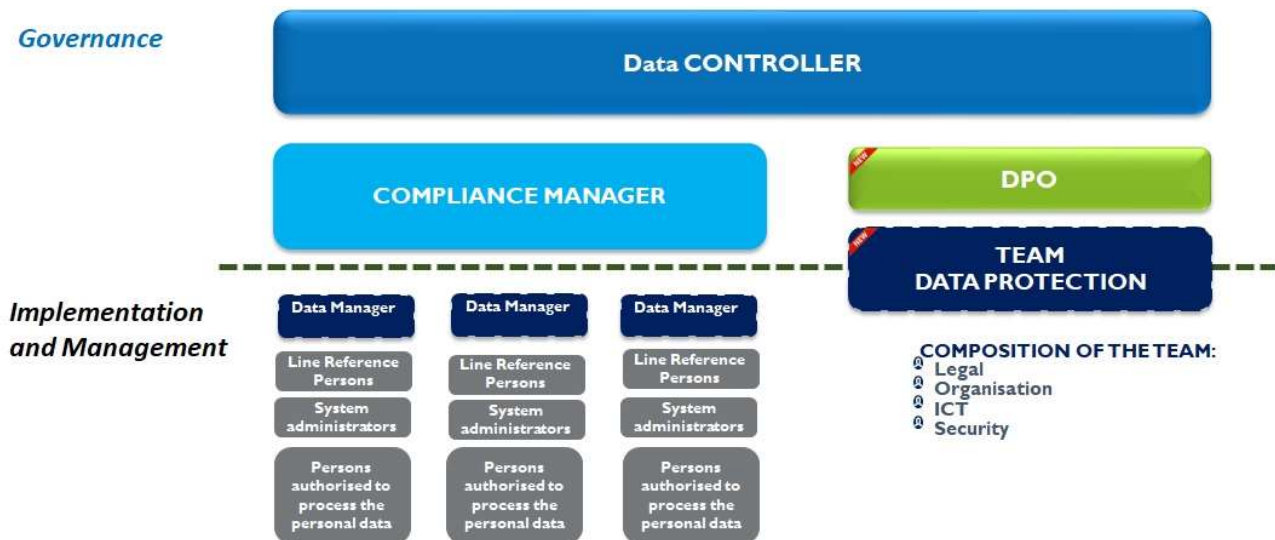 Governance
Data CONTROLLER
COMPLIANCE MANAGER
NEW
DPO
NEW
TEAM
DATA PROTECTION
Implementation
and Management
Data Manager
Line Reference
Persons
System
administrators
Persons
authorised to
process the
personal data
Data Manager
Line Reference
Persons
System
administrators
Persons
authorised to
process the
personal data
Data Manager
Line Reference
Persons
System
administrators
Persons
authorised to
process the
personal data
COMPOSITION OF THE TEAM:
Legal
Organisation
ICT
Security